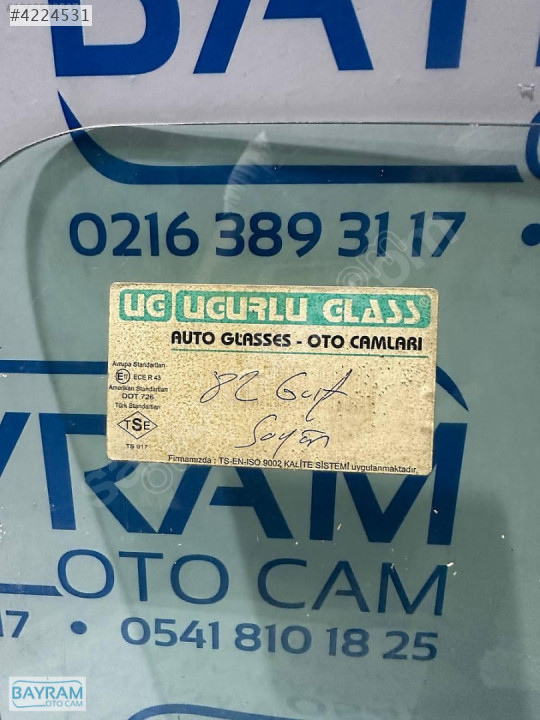 #4224531
BAY
0216 389 31 17
UG UGURLU GLASS
AUTO GLASSES - OTO CAMLARI
Avrupa Standartları
ECE R 43
Amerikan Standartları
DOT 726
Türk Standartları
TSE
TS 917
82 Golf
Firmamızda : TS-EN-ISO 9002 KALİTE SİSTEMİ uygulanmaktadır.
YRAM
OTO CAM
17 • 0541 810 18 25
BAYRAM
OTO CAM